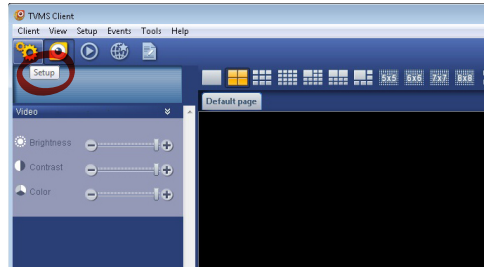 TVMS Client
Client View Setup Events Tools Help
Setup
5x5 6x6 7x7 8x8
Default page
Video
Brightness
Contrast
Color